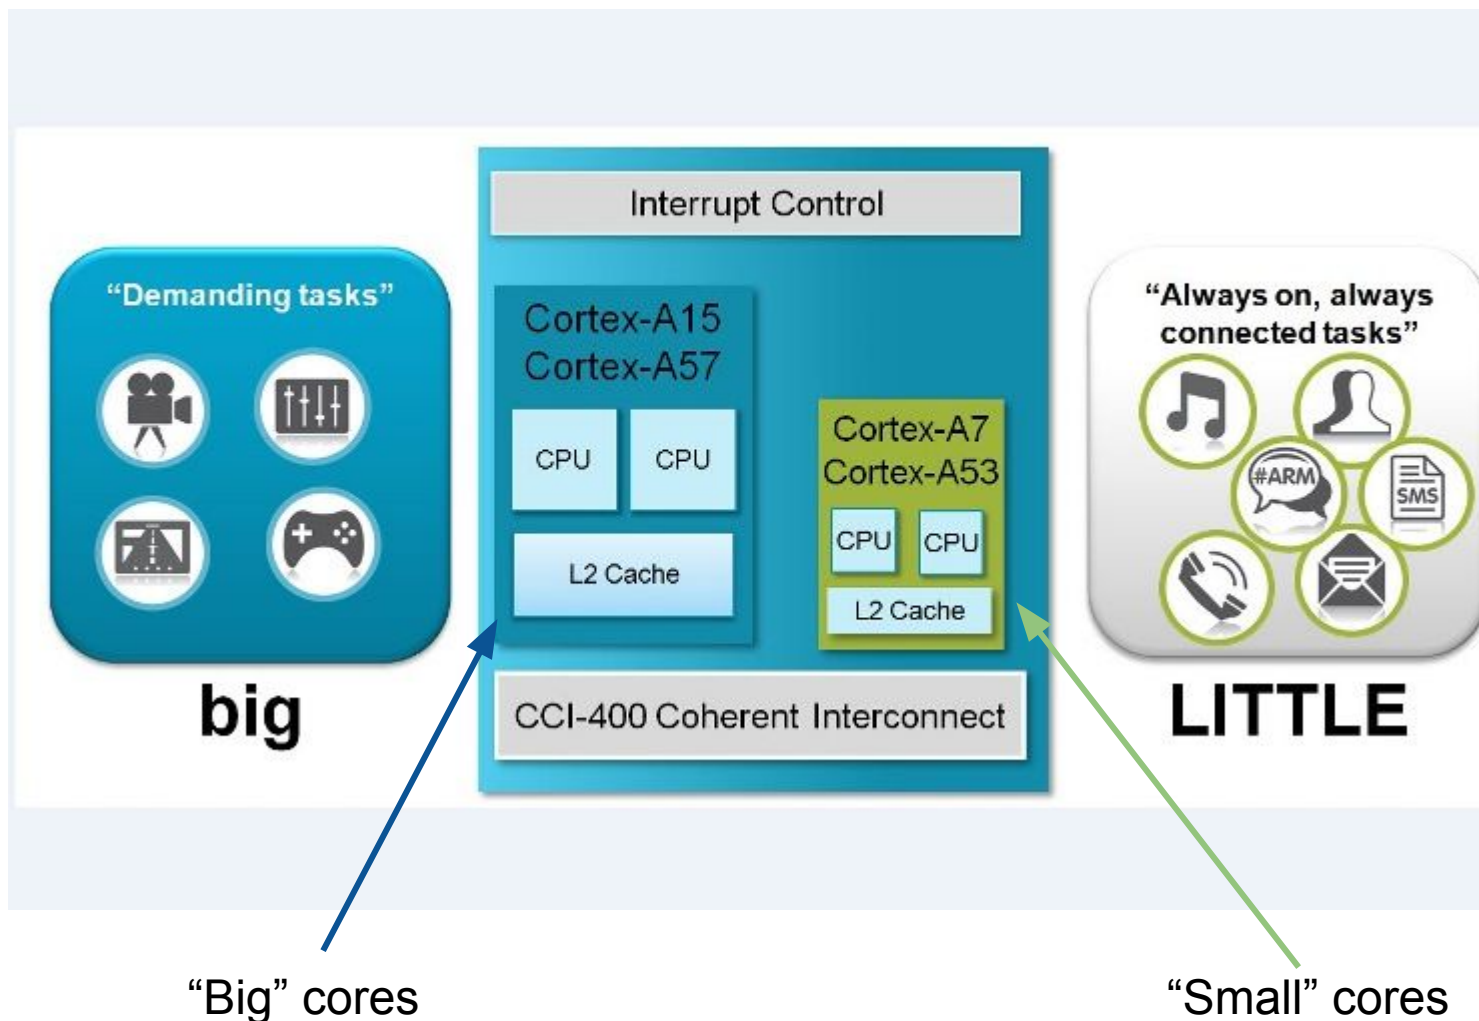 Interrupt Control
“Demanding tasks”
Cortex-A15
Cortex-A57
CPU
CPU
L2 Cache
Cortex-A7
Cortex-A53
CPU
CPU
L2 Cache
CCI-400 Coherent Interconnect
“Always on, always
connected tasks”
#ARM
SMS
big
LITTLE
“Big” cores
“Small” cores